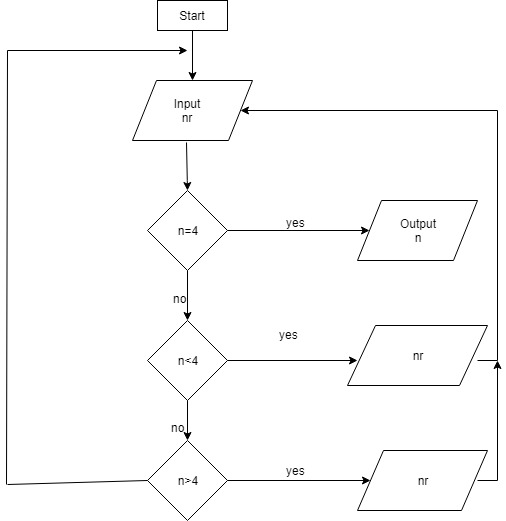 Start
Input
nr
n=4
yes
Output
n
no
n<4
yes
nr
no
n>4
yes
nr